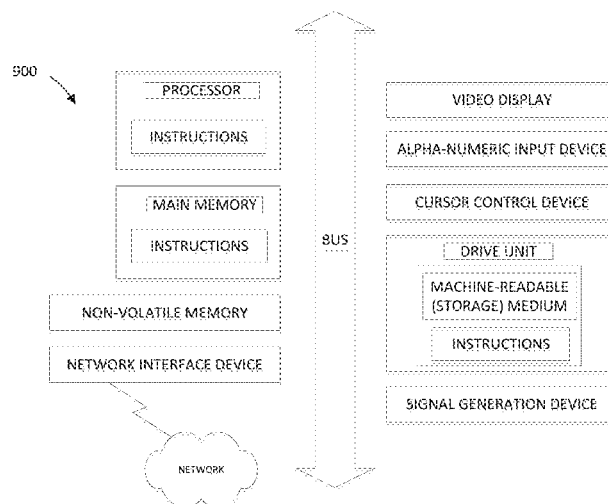 900
PROCESSOR
INSTRUCTIONS
MAIN MEMORY
INSTRUCTIONS
NON-VOLATILE MEMORY
NETWORK INTERFACE DEVICE
NETWORK
BUS
VIDEO DISPLAY
ALPHA-NUMERIC INPUT DEVICE
CURSOR CONTROL DEVICE
DRIVE UNIT
MACHINE-READABLE
(STORAGE) MEDIUM
INSTRUCTIONS
SIGNAL GENERATION DEVICE